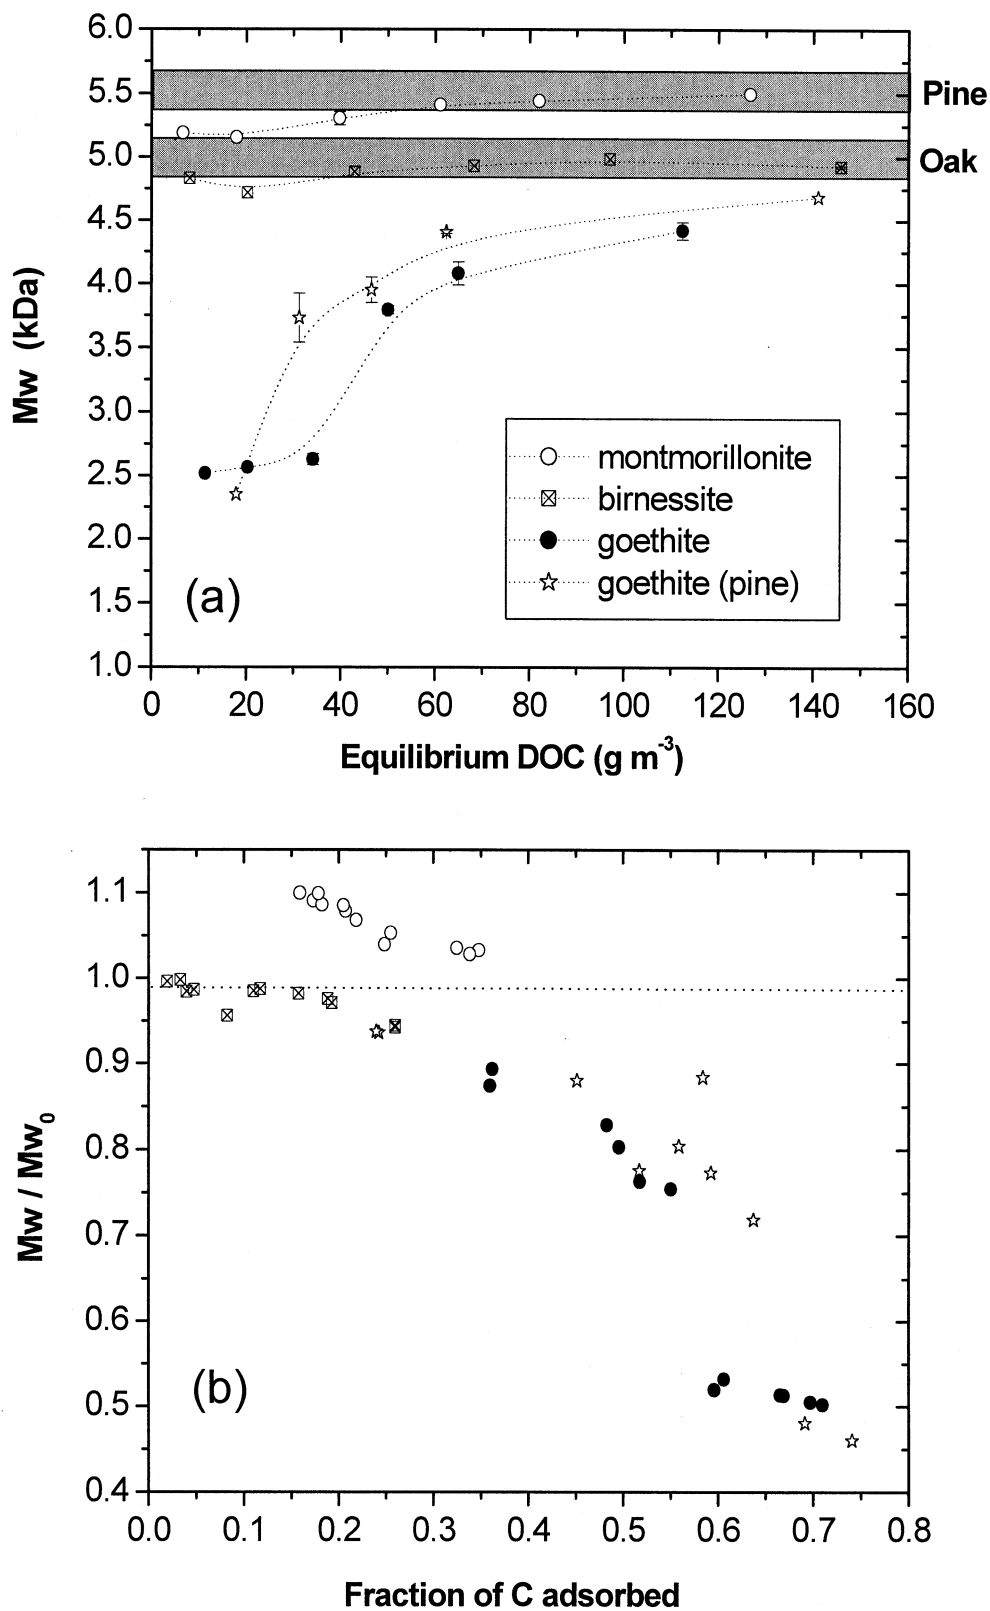 6.0
5.5
5.0
4.5
4.0
3.5
3.0
2.5
2.0
1.5
1.0
Mw (kDa)
Pine
Oak
montmorillonite
birnessite
goethite
goethite (pine)
(a)
0 20 40 60 80 100 120 140 160
Equilibrium DOC (g m⁻³)
1.1
1.0
0.9
0.8
0.7
0.6
0.5
0.4
Mw / Mw₀
(b)
0.0 0.1 0.2 0.3 0.4 0.5 0.6 0.7 0.8
Fraction of C adsorbed